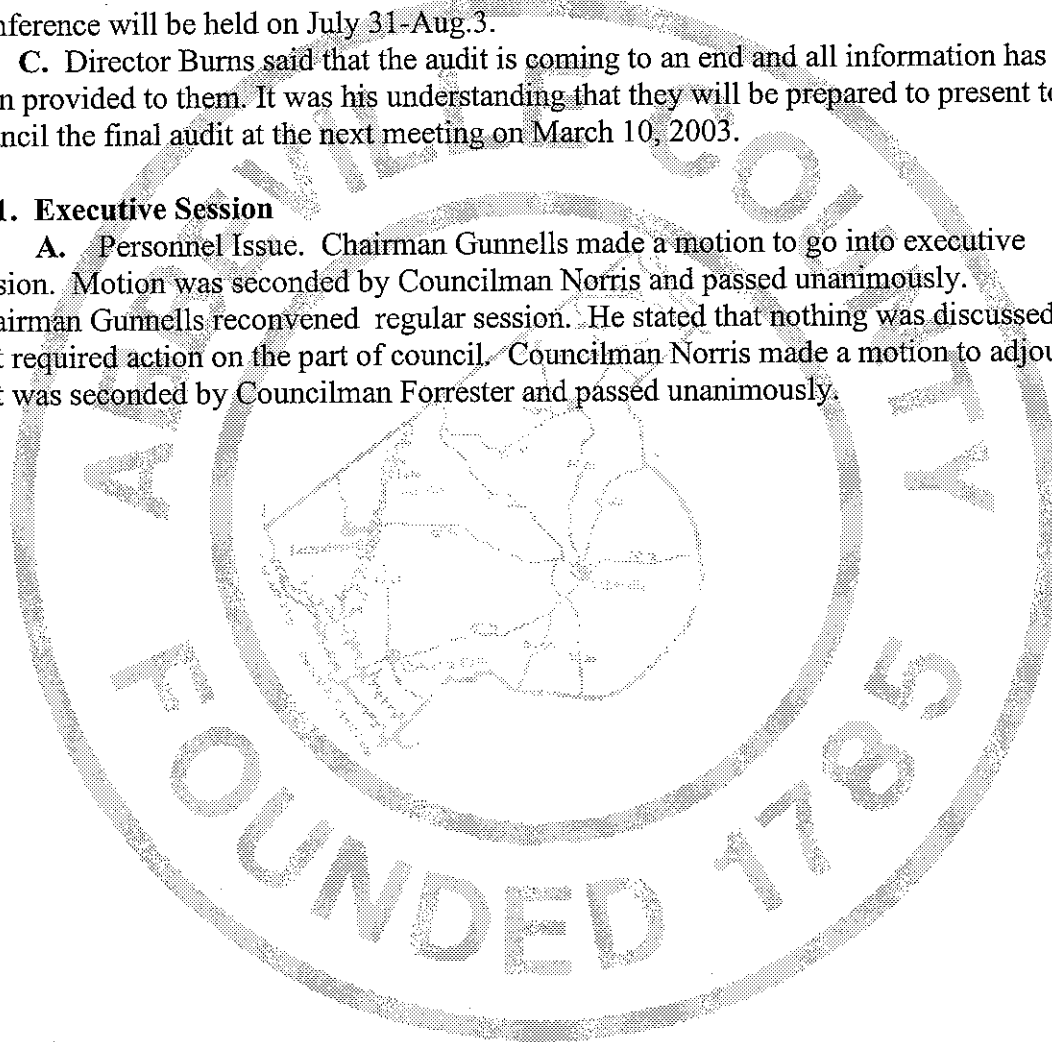 nference will be held on July 31-Aug.3.
C. Director Burns said that the audit is coming to an end and all information has
n provided to them. It was his understanding that they will be prepared to present to
uncil the final audit at the next meeting on March 10, 2003.
1. Executive Session
A. Personnel Issue. Chairman Gunnells made a motion to go into executive
sion. Motion was seconded by Councilman Norris and passed unanimously.
airman Gunnells reconvened regular session. He stated that nothing was discussed
t required action on the part of council. Councilman Norris made a motion to adjou
t was seconded by Councilman Forrester and passed unanimously.
ABBEVILLE COUNTY
FOUNDED 1785